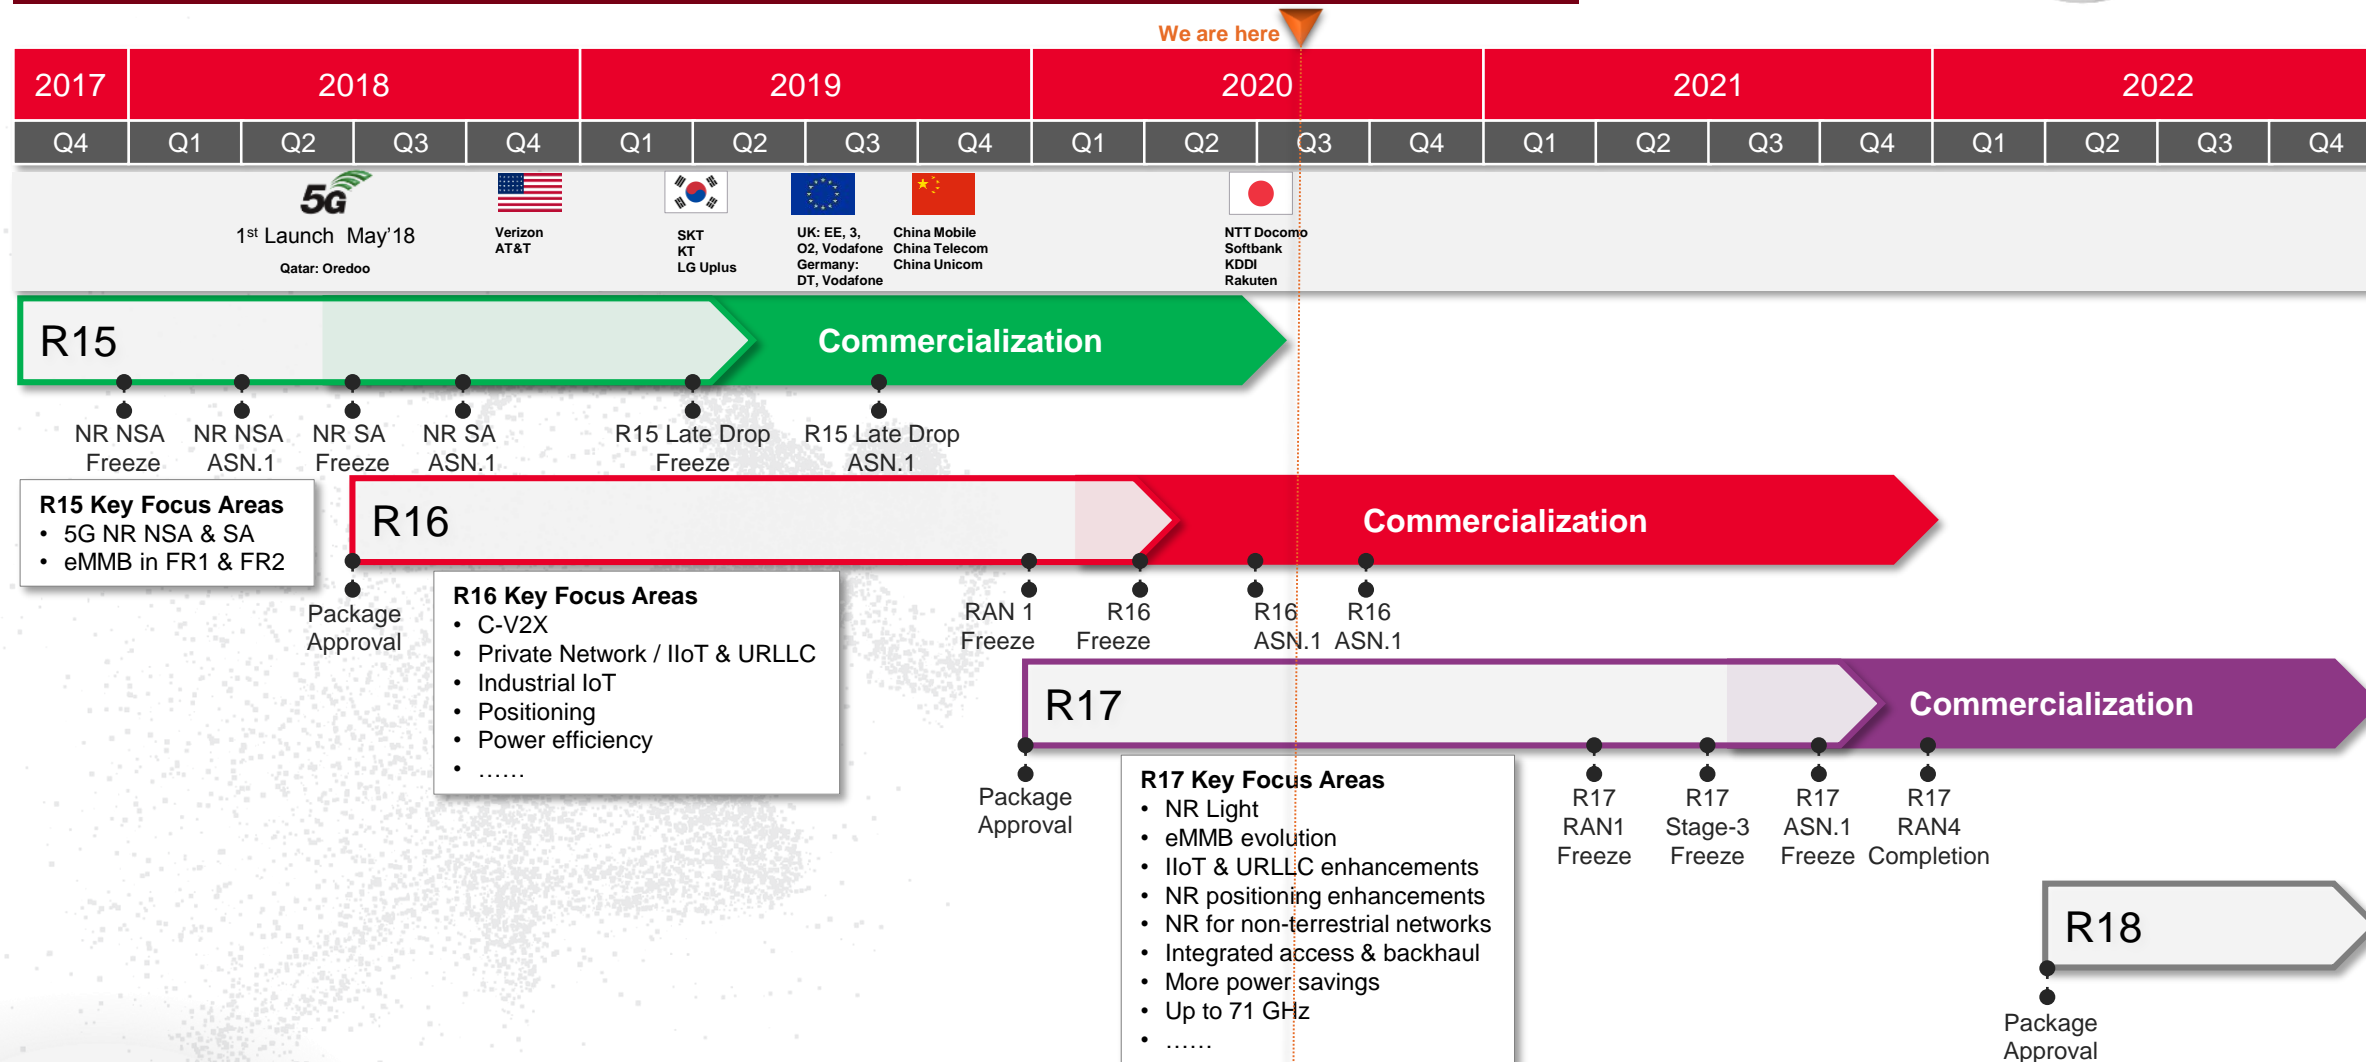 We are here
2017
2018
2019
2020
2021
2022
Q4
Q1
Q2
Q3
Q4
Q1
Q2
Q3
Q4
Q1
Q2
Q3
Q4
Q1
Q2
Q3
Q4
Q1
Q2
Q3
Q4
5G
1st Launch May'18
Qatar: Oredoo
Verizon
AT&T
SKT
KT
LG Uplus
UK: EE, 3,
O2, Vodafone
Germany:
DT, Vodafone
China Mobile
China Telecom
China Unicom
NTT Docomo
Softbank
KDDI
Rakuten
R15
Commercialization
NR NSA
Freeze
NR NSA
ASN.1
NR SA
Freeze
NR SA
ASN.1
R15 Late Drop
Freeze
R15 Late Drop
ASN.1
R15 Key Focus Areas
• 5G NR NSA & SA
• eMMB in FR1 & FR2
R16
Commercialization
Package
Approval
RAN 1
Freeze
R16
Freeze
R16
ASN.1
R16
ASN.1
R16 Key Focus Areas
• C-V2X
• Private Network / IIoT & URLLC
• Industrial IoT
• Positioning
• Power efficiency
• ......
R17
Commercialization
Package
Approval
R17
RAN1
Freeze
R17
Stage-3
Freeze
R17
ASN.1
Freeze
R17
RAN4
Completion
R17 Key Focus Areas
• NR Light
• eMMB evolution
• IIoT & URLLC enhancements
• NR positioning enhancements
• NR for non-terrestrial networks
• Integrated access & backhaul
• More power savings
• Up to 71 GHz
• ......
R18
Package
Approval